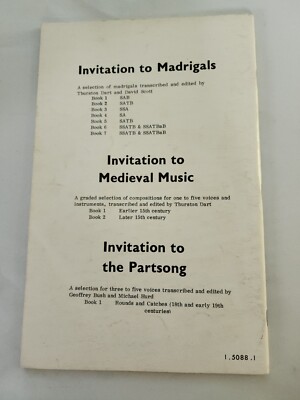 Invitation to Madrigals
A selection of madrigals transcribed and edited by
Thurston Dart and David Scott
Book 1 SAB
Book 2 SATB
Book 3 SSA
Book 4 SA
Book 5 SATB
Book 6 SSATB & SSATBaB
Book 7 SSATB & SSATBaB
Invitation to
Medieval Music
A graded selection of compositions for one to five voices and
instruments, transcribed and edited by Thurston Dart
Book 1 Earlier 15th century
Book 2 Later 15th century
Invitation to
the Partsong
A selection for three to five voices transcribed and edited by
Geoffrey Bush and Michael Hurd
Book 1 Rounds and Catches (18th and early 19th
centuries)
1.5088.1